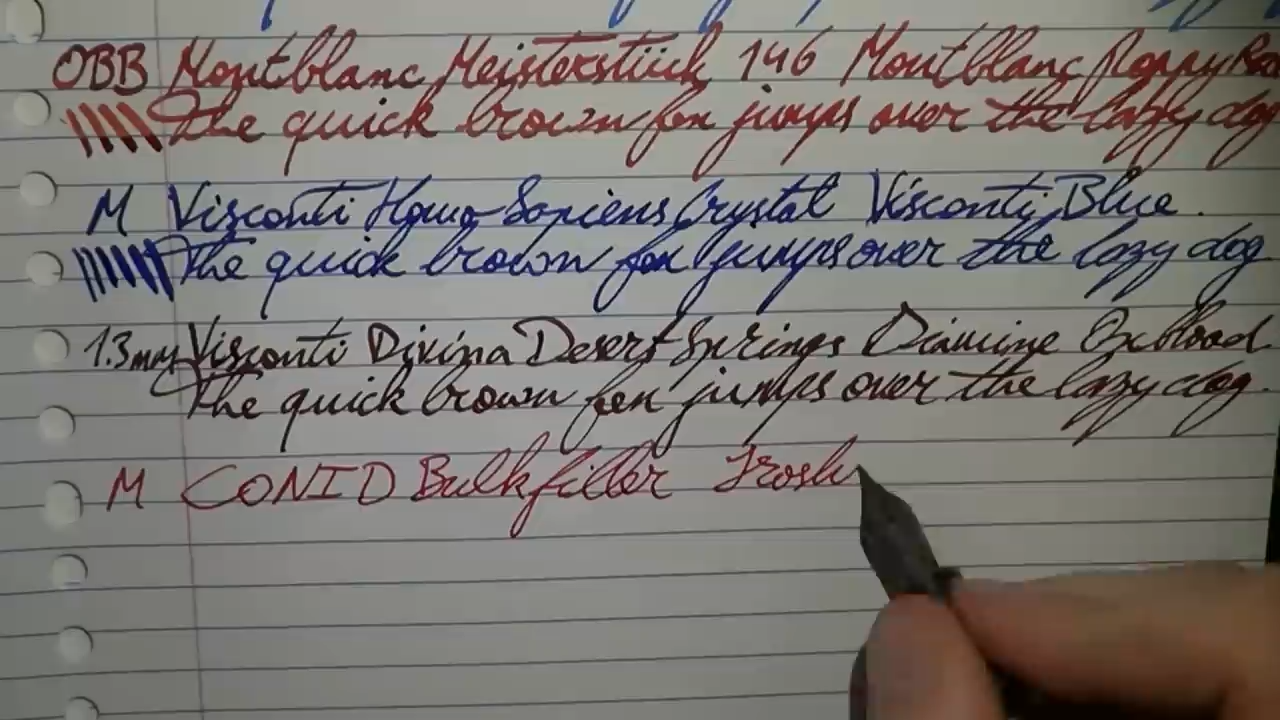 OBB Montblanc Meisterstück 146 Montblanc Poppy Red
The quick brown fox jumps over the lazy dog
M Visconti Homo Sapiens Crystal Visconti Blue.
The quick brown fox jumps over the lazy dog
1.3mm Visconti Divina Desert Springs Diamine Oxblood.
The quick brown fox jumps over the lazy dog.
M CONID Bulkfiller